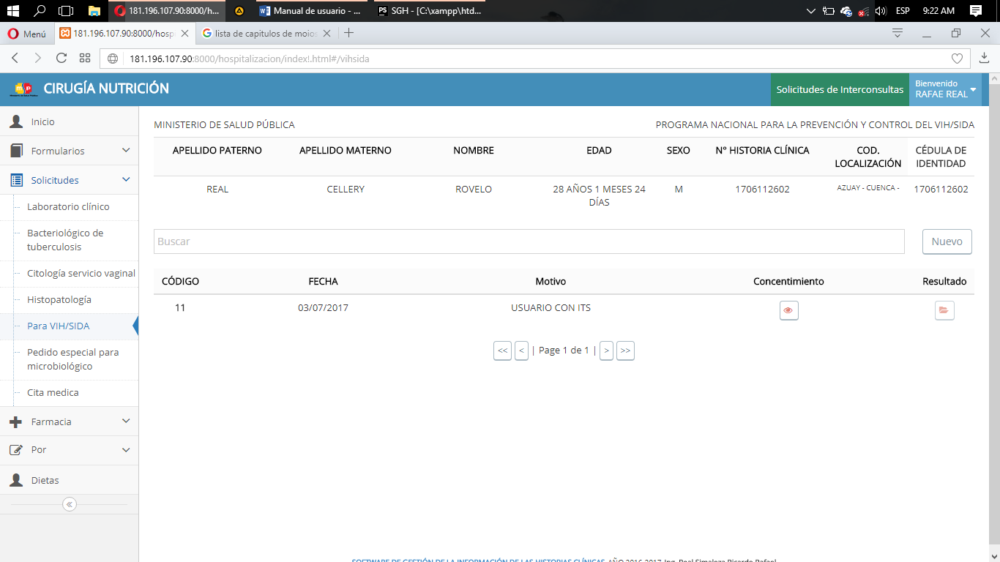 181.196.107.90:8000/h...
Manual de usuario - ...
PS
SGH - [C:\xampp\htd...
ESP
9:22 AM
Menú
181.196.107.90:8000/hospi
lista de capitulos de moios
181.196.107.90:8000/hospitalizacion/index!.html#/vihsida
msp
CIRUGÍA NUTRICIÓN
Solicitudes de Interconsultas
Bienvenido
RAFAE REAL
Inicio
Formularios
Solicitudes
Laboratorio clínico
Bacteriológico de
tuberculosis
Citología servicio vaginal
Histopatología
Para VIH/SIDA
Pedido especial para
microbiológico
Cita medica
Farmacia
Por
Dietas
MINISTERIO DE SALUD PÚBLICA
PROGRAMA NACIONAL PARA LA PREVENCIÓN Y CONTROL DEL VIH/SIDA
APELLIDO PATERNO APELLIDO MATERNO NOMBRE EDAD SEXO N° HISTORIA CLÍNICA COD. CÉDULA DE
LOCALIZACIÓN IDENTIDAD
REAL CELLERY ROVELO 28 AÑOS 1 MESES 24 M 1706112602 AZUAY - CUENCA - 1706112602
DÍAS
Buscar
Nuevo
CÓDIGO FECHA Motivo Concentimiento Resultado
11 03/07/2017 USUARIO CON ITS
<< < | Page 1 de 1 | > >>
SOFTWARE DE GESTIÓN DE LA INFORMACIÓN DE LAS HISTORIAS CLÍNICAS AÑO 2016-2017 Ing. Real Simaleza Ricardo Rafael